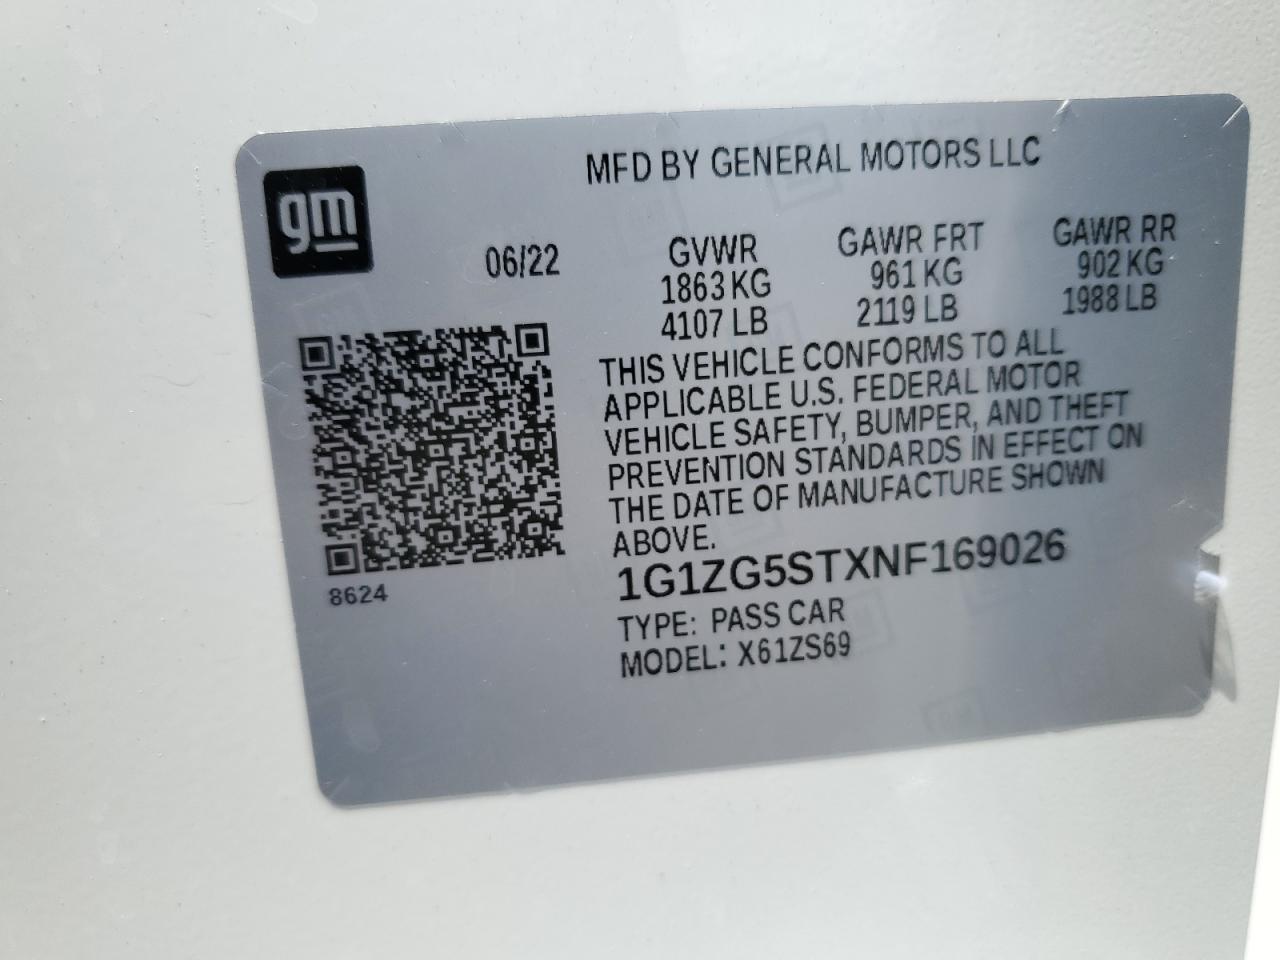 gm
MFD BY GENERAL MOTORS LLC
06/22
GVWR
1863 KG
4107 LB
GAWR FRT
961 KG
2119 LB
GAWR RR
902 KG
1988 LB
THIS VEHICLE CONFORMS TO ALL
APPLICABLE U.S. FEDERAL MOTOR
VEHICLE SAFETY, BUMPER, AND THEFT
PREVENTION STANDARDS IN EFFECT ON
THE DATE OF MANUFACTURE SHOWN
ABOVE.
1G1ZG5STXNF169026
TYPE: PASS CAR
MODEL: X61ZS69
8624